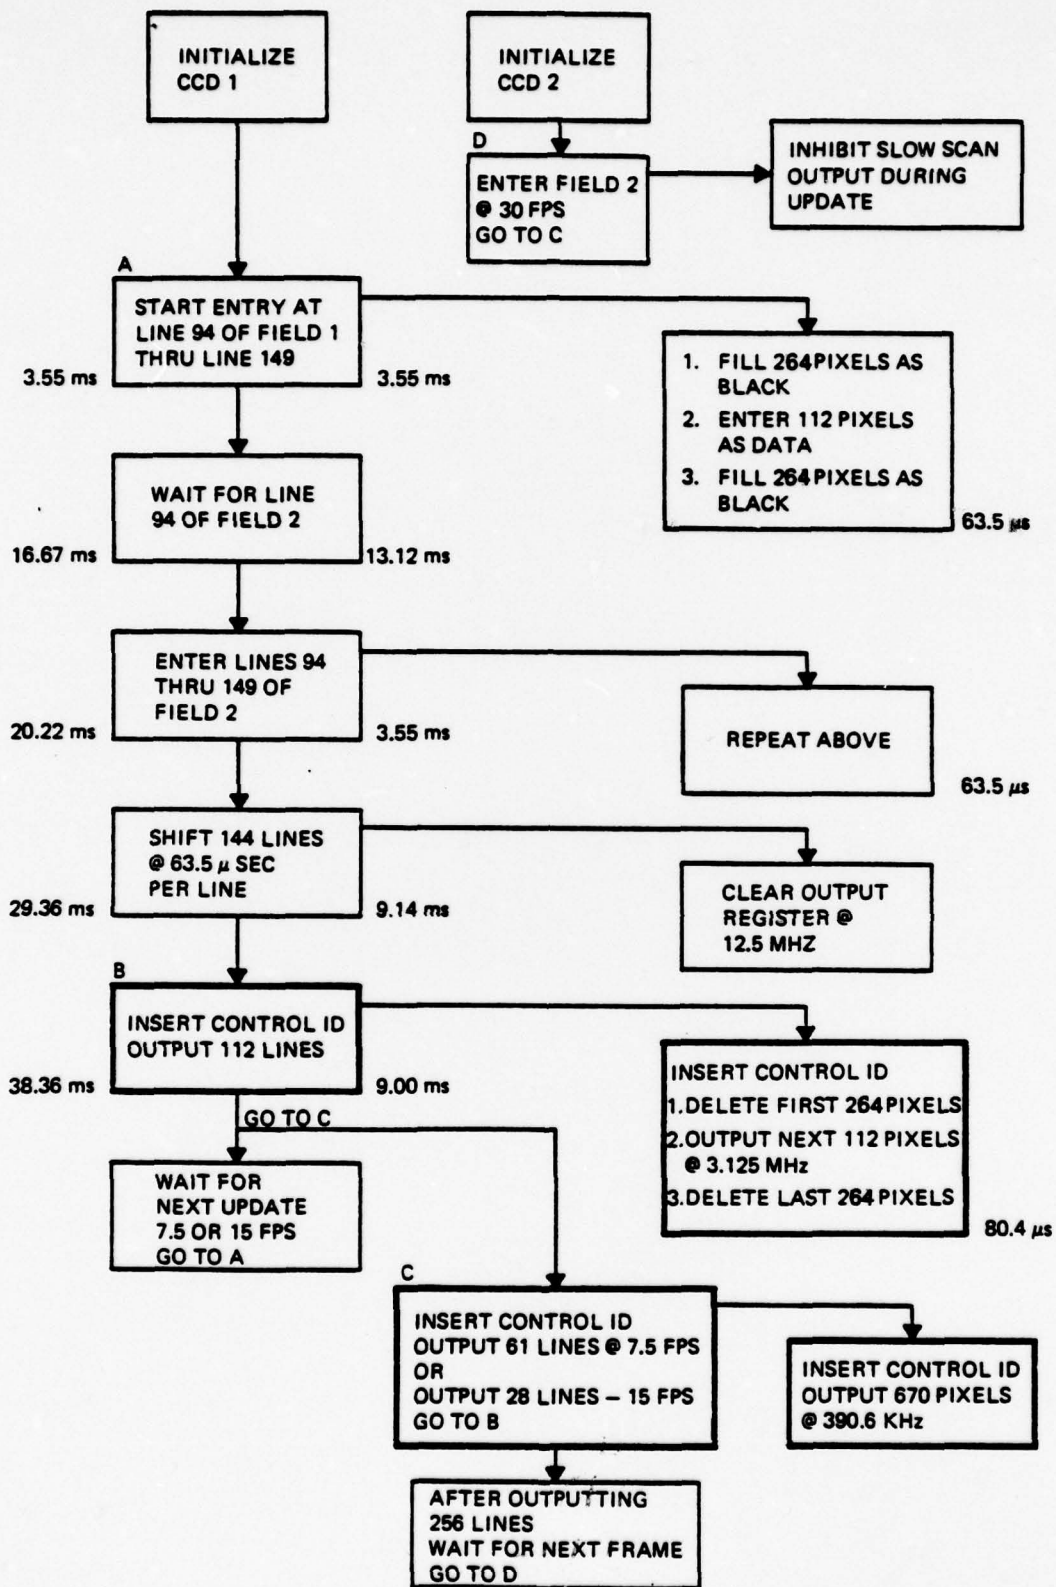 INITIALIZE
CCD 1
INITIALIZE
CCD 2
D
ENTER FIELD 2
@ 30 FPS
GO TO C
INHIBIT SLOW SCAN
OUTPUT DURING
UPDATE
A
START ENTRY AT
LINE 94 OF FIELD 1
THRU LINE 149
3.55 ms
3.55 ms
1. FILL 264 PIXELS AS
BLACK
2. ENTER 112 PIXELS
AS DATA
3. FILL 264 PIXELS AS
BLACK
63.5 μs
WAIT FOR LINE
94 OF FIELD 2
16.67 ms
13.12 ms
ENTER LINES 94
THRU 149 OF
FIELD 2
20.22 ms
3.55 ms
REPEAT ABOVE
63.5 μs
SHIFT 144 LINES
@ 63.5 μ SEC
PER LINE
29.36 ms
9.14 ms
CLEAR OUTPUT
REGISTER @
12.5 MHZ
B
INSERT CONTROL ID
OUTPUT 112 LINES
38.36 ms
9.00 ms
INSERT CONTROL ID
1. DELETE FIRST 264 PIXELS
2. OUTPUT NEXT 112 PIXELS
@ 3.125 MHz
3. DELETE LAST 264 PIXELS
80.4 μs
GO TO C
WAIT FOR
NEXT UPDATE
7.5 OR 15 FPS
GO TO A
C
INSERT CONTROL ID
OUTPUT 61 LINES @ 7.5 FPS
OR
OUTPUT 28 LINES – 15 FPS
GO TO B
INSERT CONTROL ID
OUTPUT 670 PIXELS
@ 390.6 KHz
AFTER OUTPUTTING
256 LINES
WAIT FOR NEXT FRAME
GO TO D